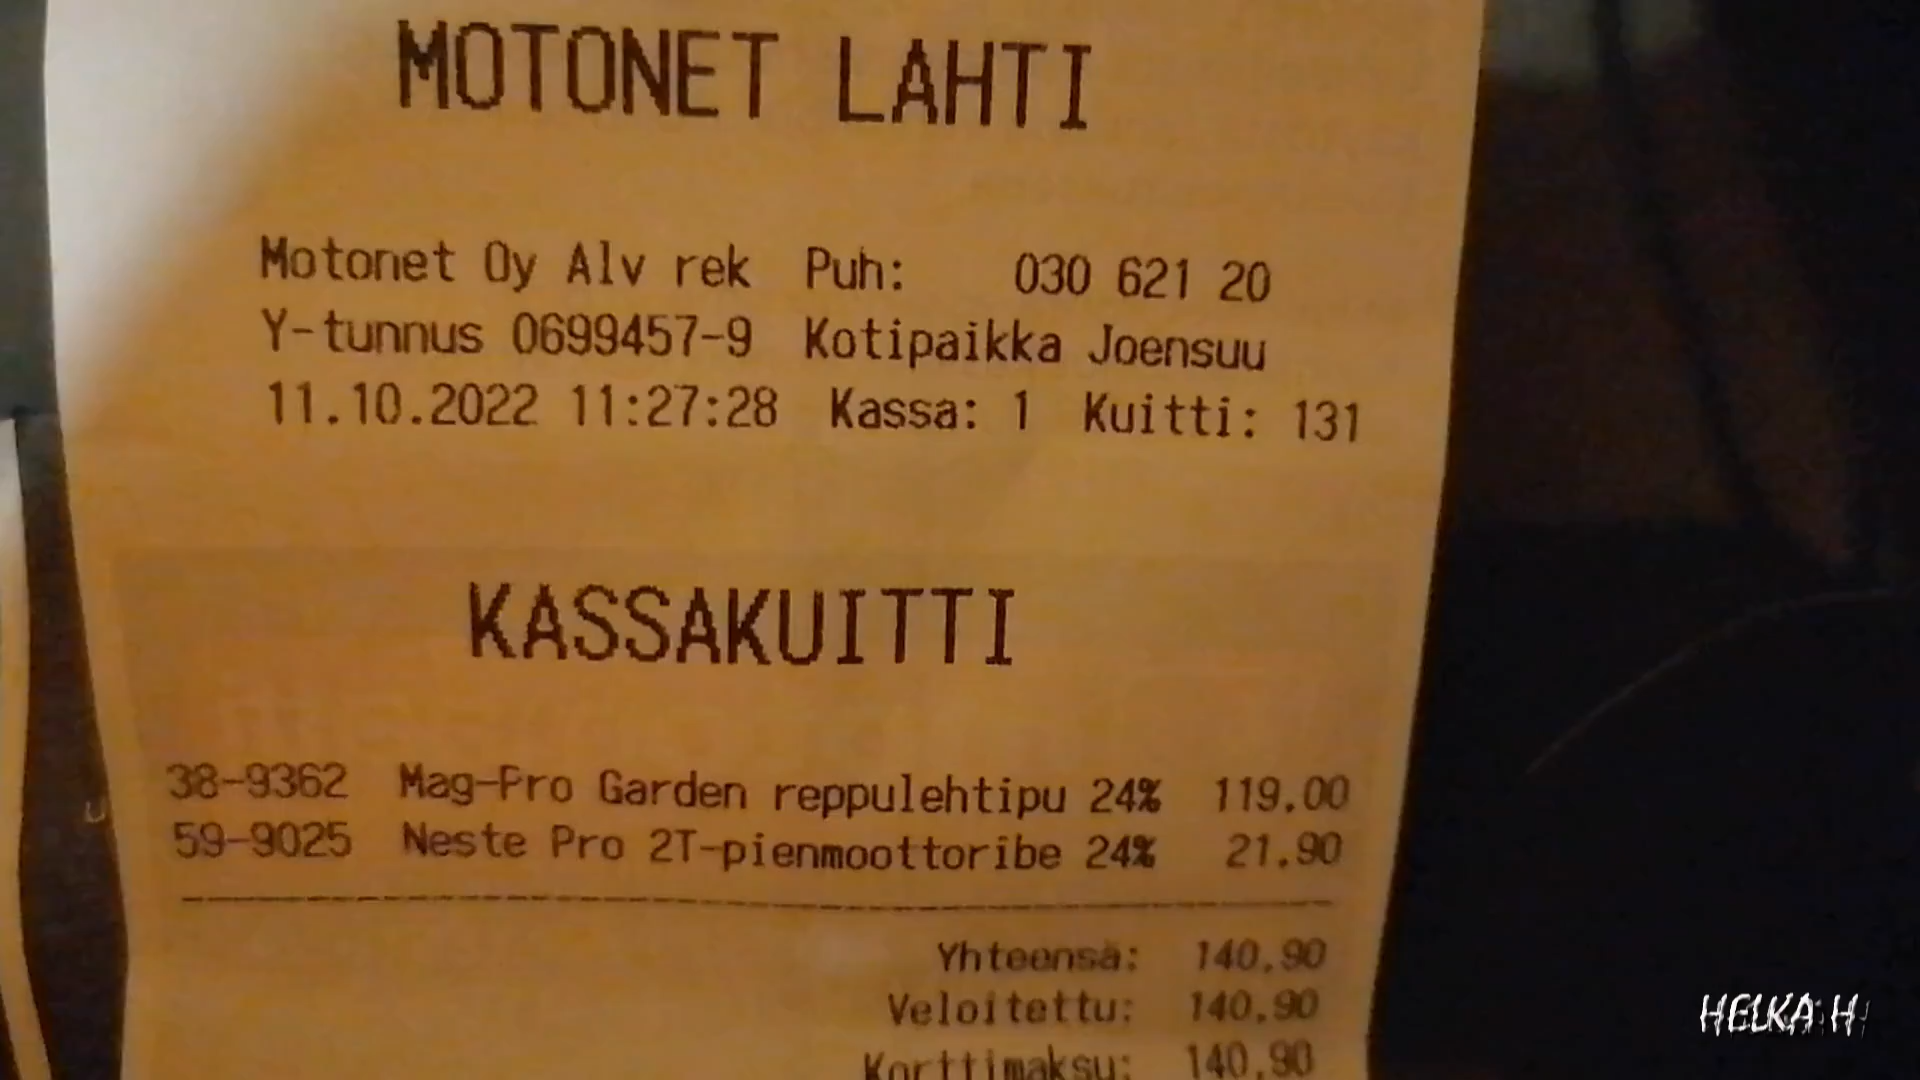 MOTONET LAHTI
Motonet Oy Alv rek Puh: 030 621 20
Y-tunnus 0699457-9 Kotipaikka Joensuu
11.10.2022 11:27:28 Kassa: 1 Kuitti: 131
KASSAKUITTI
38-9362 Mag-Pro Garden reppulehtipu 24% 119.00
59-9025 Neste Pro 2T-pienmoottoribe 24% 21.90
Yhteensä: 140.90
Veloitettu: 140.90
Korttimaksu: 140.90
HELKA H